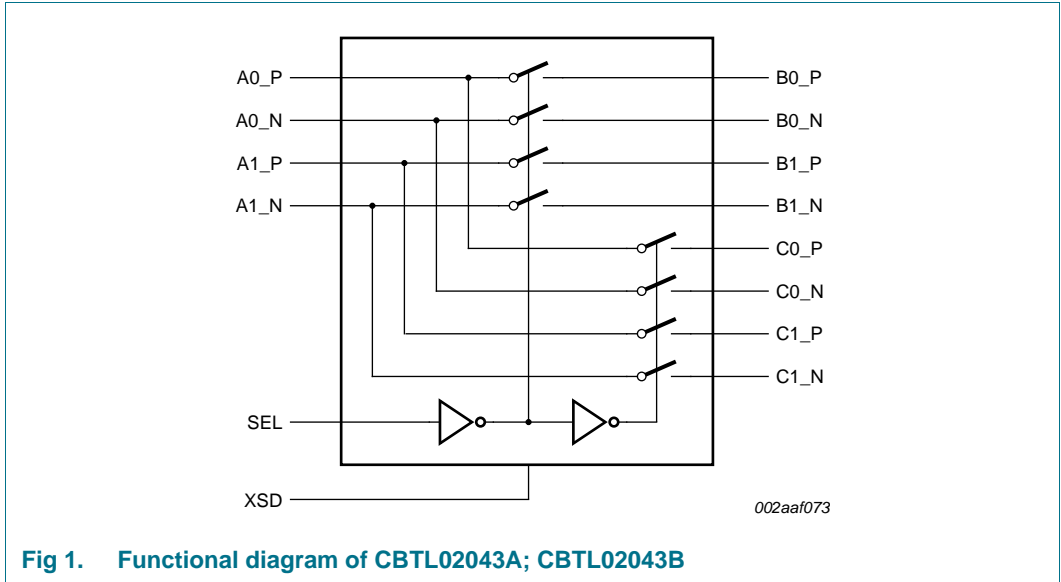 A0_P B0_P
A0_N B0_N
A1_P B1_P
A1_N B1_N
C0_P
C0_N
C1_P
C1_N
SEL
XSD
002aaf073
Fig 1. Functional diagram of CBTL02043A; CBTL02043B